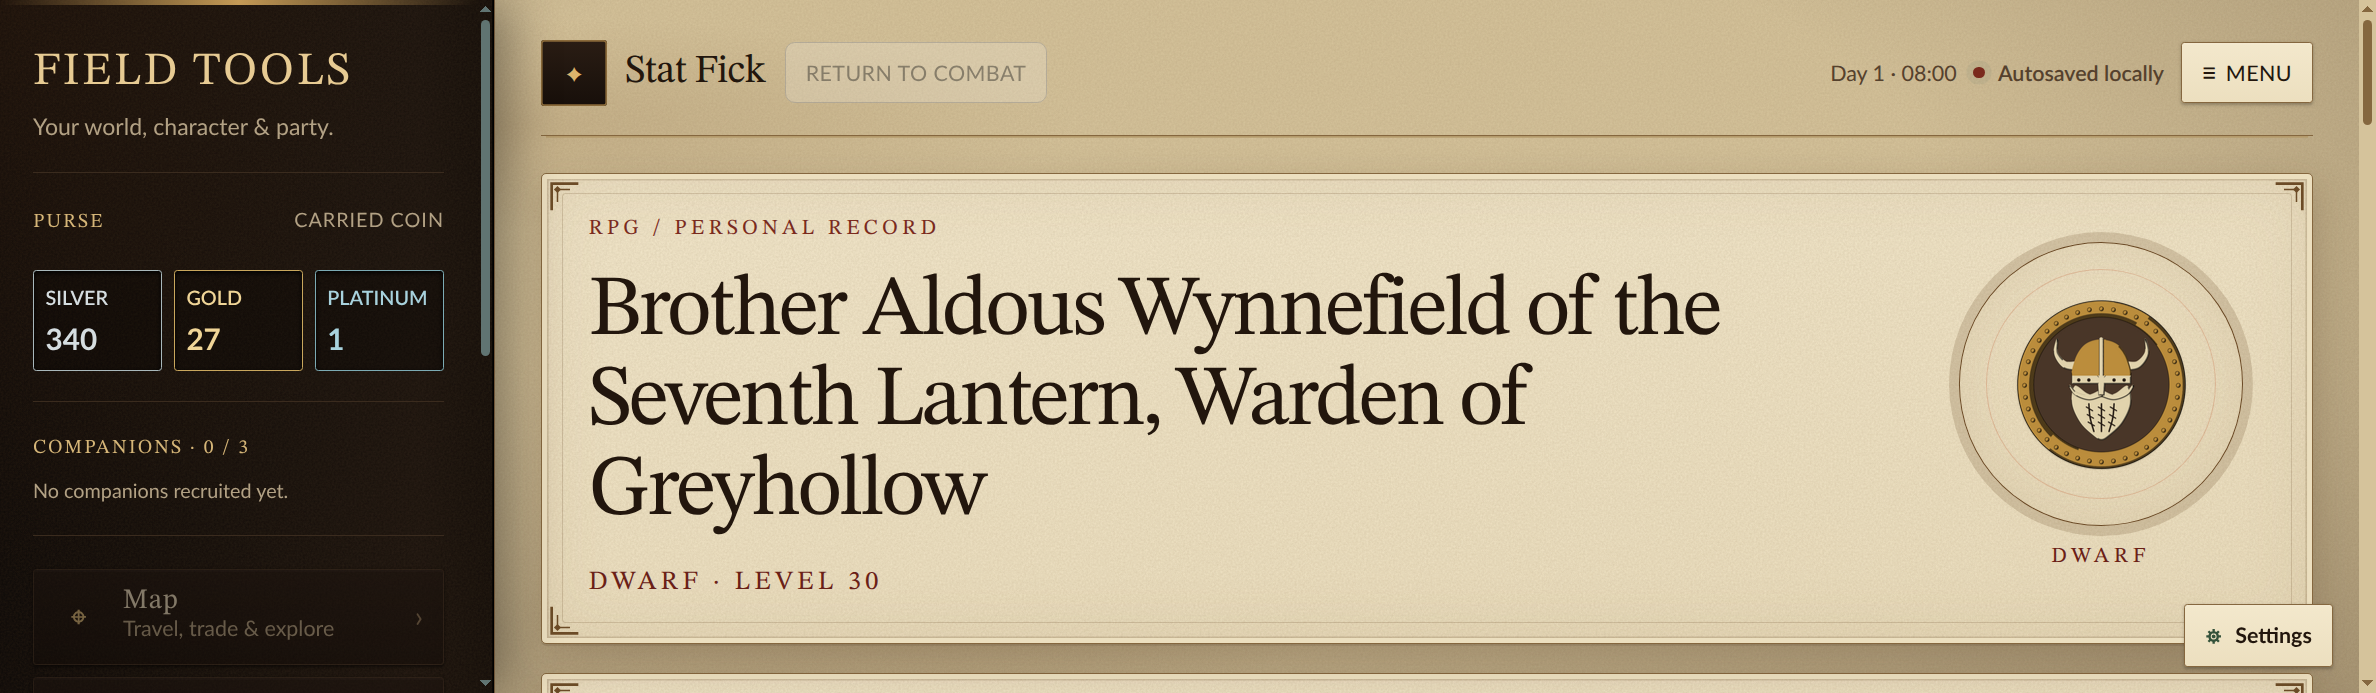 FIELD TOOLS
Your world, character & party.
PURSE
CARRIED COIN
SILVER
340
GOLD
27
PLATINUM
1
COMPANIONS · 0 / 3
No companions recruited yet.
Map
Travel, trade & explore
Stat Fick
RETURN TO COMBAT
Day 1 · 08:00
Autosaved locally
MENU
RPG / PERSONAL RECORD
Brother Aldous Wynnefield of the
Seventh Lantern, Warden of
Greyhollow
DWARF · LEVEL 30
DWARF
Settings